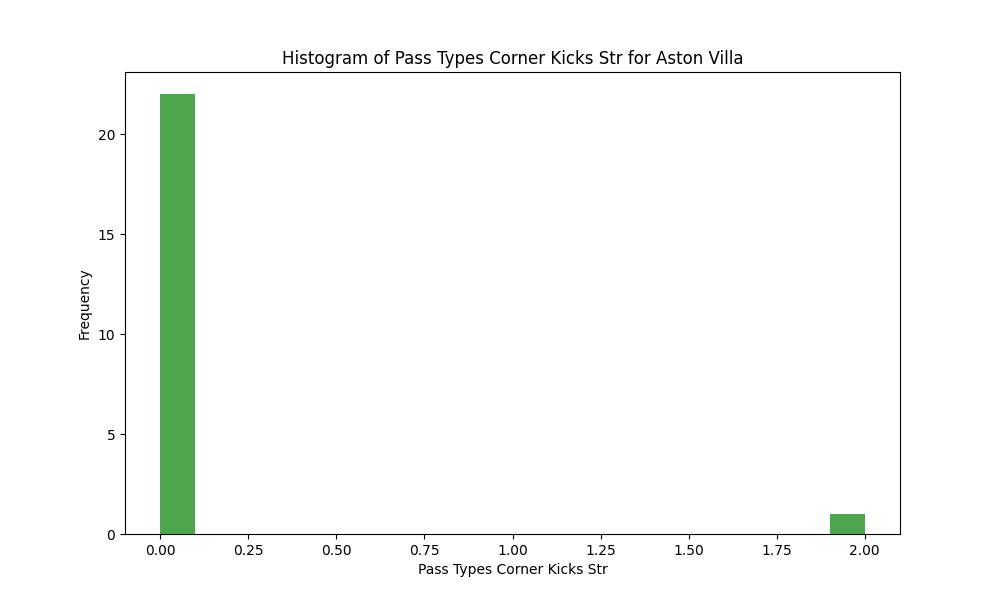 Histogram of Pass Types Corner Kicks Str for Aston Villa
Frequency
20
15
10
5
0
0.00 0.25 0.50 0.75 1.00 1.25 1.50 1.75 2.00
Pass Types Corner Kicks Str